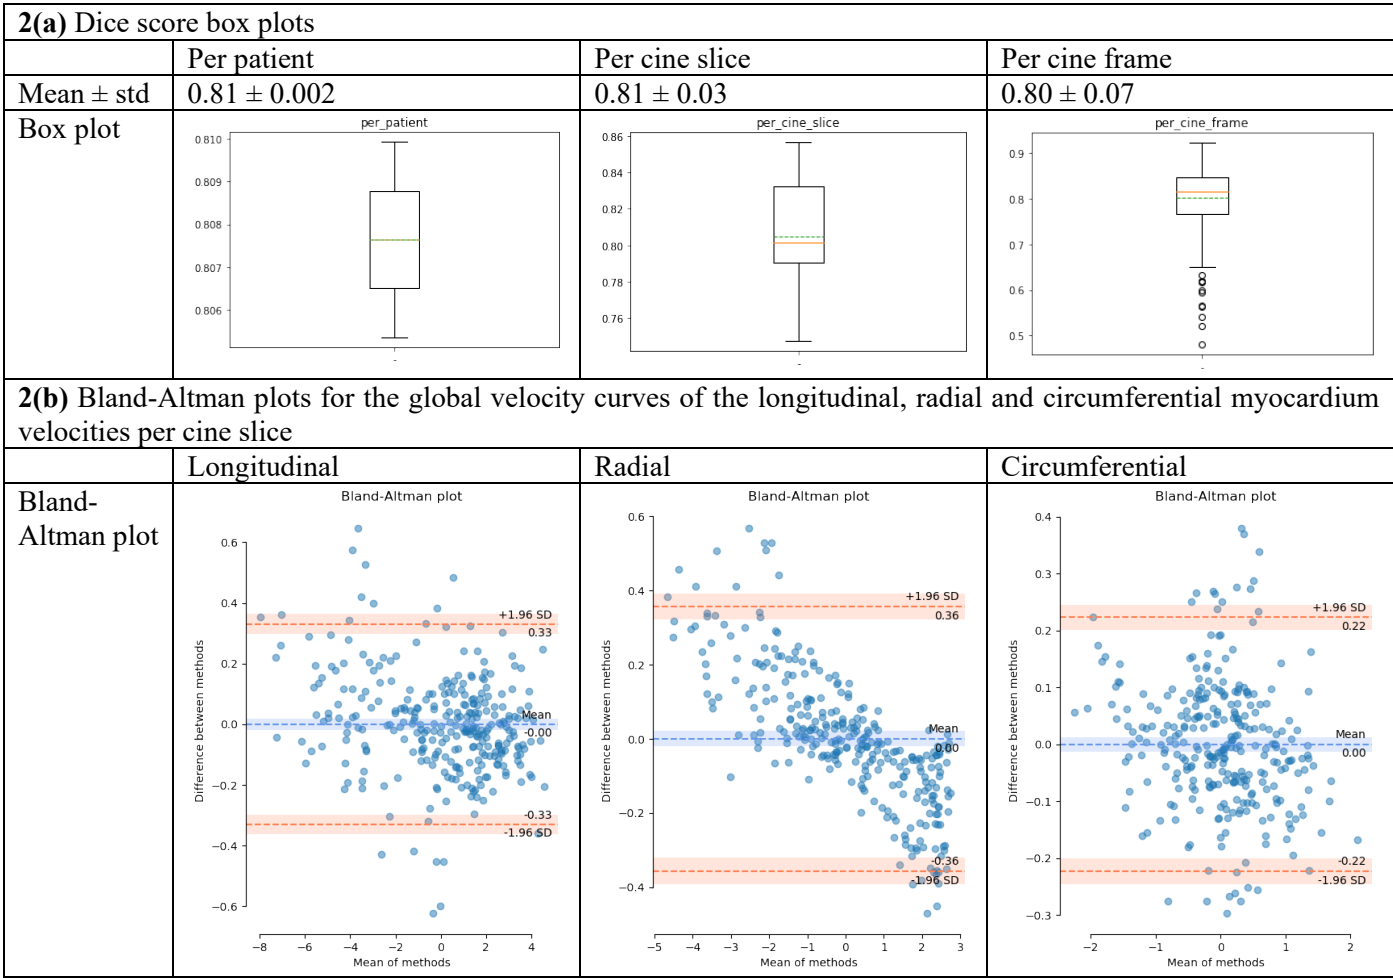 2(a) Dice score box plots
Per patient
Per cine slice
Per cine frame
Mean ± std
0.81 ± 0.002
0.81 ± 0.03
0.80 ± 0.07
Box plot
per_patient
0.810
0.809
0.808
0.807
0.806
-
per_cine_slice
0.86
0.84
0.82
0.80
0.78
0.76
-
per_cine_frame
0.9
0.8
0.7
0.6
0.5
-
2(b) Bland-Altman plots for the global velocity curves of the longitudinal, radial and circumferential myocardium
velocities per cine slice
Longitudinal
Radial
Circumferential
Bland-
Altman plot
Bland-Altman plot
Difference between methods
0.6
0.4
0.2
0.0
−0.2
−0.4
−0.6
+1.96 SD
0.33
Mean
-0.00
-0.33
-1.96 SD
−8
−6
−4
−2
0
2
4
Mean of methods
Bland-Altman plot
Difference between methods
0.6
0.4
0.2
0.0
−0.2
−0.4
+1.96 SD
0.36
Mean
0.00
-0.36
-1.96 SD
−5
−4
−3
−2
−1
0
1
2
3
Mean of methods
Bland-Altman plot
Difference between methods
0.4
0.3
0.2
0.1
0.0
−0.1
−0.2
−0.3
+1.96 SD
0.22
Mean
0.00
-0.22
-1.96 SD
−2
−1
0
1
2
Mean of methods